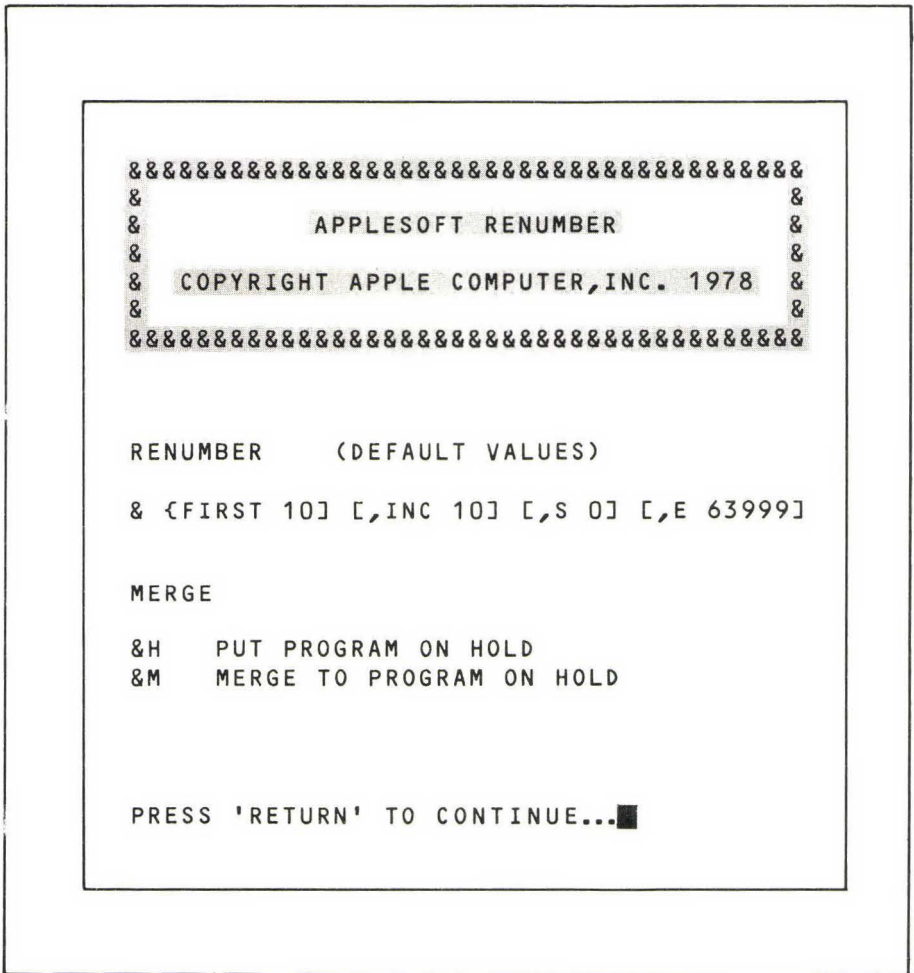 &&&&&&&&&&&&&&&&&&&&&&&&&&&&&&&&&&&&&&&&
& &
& APPLESOFT RENUMBER &
& &
& COPYRIGHT APPLE COMPUTER,INC. 1978 &
& &
&&&&&&&&&&&&&&&&&&&&&&&&&&&&&&&&&&&&&&&&
RENUMBER (DEFAULT VALUES)
& {FIRST 10] [,INC 10] [,S 0] [,E 63999]
MERGE
&H PUT PROGRAM ON HOLD
&M MERGE TO PROGRAM ON HOLD
PRESS 'RETURN' TO CONTINUE...